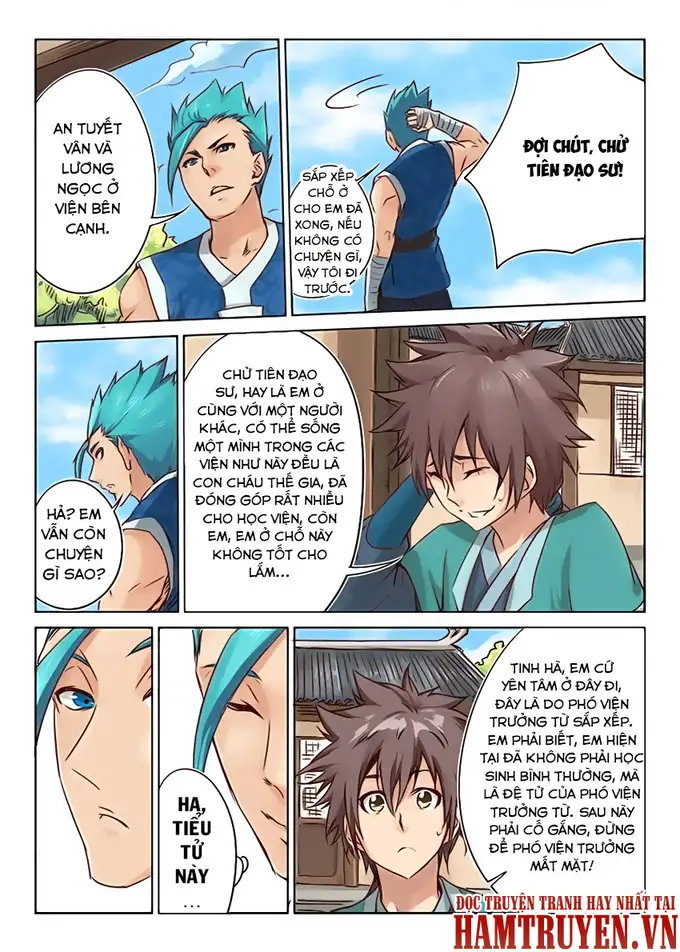 AN TUYẾT
VÂN VÀ
LƯƠNG
NGỌC Ở
VIỆN BÊN
CẠNH.
SẮP XẾP
CHỖ Ở
CHO EM ĐÃ
XONG, NẾU
KHÔNG CÓ
CHUYỆN GÌ,
VẬY TÔI ĐI
TRƯỚC.
ĐỢI CHÚT, CHỬ
TIÊN ĐẠO SƯ!
HẢ? EM
VẪN CÒN
CHUYỆN
GÌ SAO?
CHỬ TIÊN ĐẠO
SƯ, HAY LÀ EM Ở
CÙNG VỚI MỘT NGƯỜI
KHÁC, CÓ THỂ SỐNG
MỘT MÌNH TRONG CÁC
VIỆN NHƯ NÀY ĐỀU LÀ
CON CHÁU THẾ GIA, ĐÃ
ĐÓNG GÓP RẤT NHIỀU
CHO HỌC VIỆN, CÒN
EM, EM Ở CHỖ NÀY
KHÔNG TỐT CHO
LẮM...
HẠ,
TIỂU
TỬ
NÀY
...
TINH HÀ, EM CỨ
YÊN TÂM Ở ĐÂY ĐI,
ĐÂY LÀ DO PHÓ VIỆN
TRƯỞNG TỪ SẮP XẾP.
EM PHẢI BIẾT, EM HIỆN
TẠI ĐÃ KHÔNG PHẢI HỌC
SINH BÌNH THƯỜNG, MÀ
LÀ ĐỆ TỬ CỦA PHÓ VIỆN
TRƯỞNG TỪ. SAU NÀY
PHẢI CỐ GẮNG, ĐỪNG
ĐỂ PHÓ VIỆN TRƯỞNG
MẤT MẶT!
ĐỌC TRUYỆN TRANH HAY NHẤT TẠI
HAMTRUYEN.VN